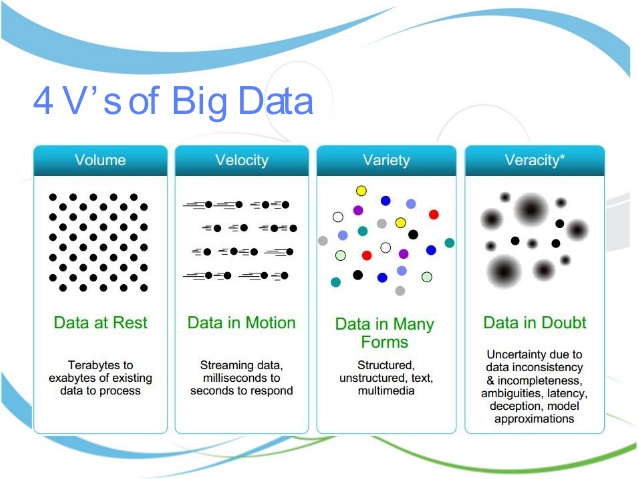 4 V's of Big Data
Volume
Velocity
Variety
Veracity*
Data at Rest
Data in Motion
Data in Many
Forms
Data in Doubt
Terabytes to
exabytes of existing
data to process
Streaming data,
milliseconds to
seconds to respond
Structured,
unstructured, text,
multimedia
Uncertainty due to
data inconsistency
& incompleteness,
ambiguities, latency,
deception, model
approximations